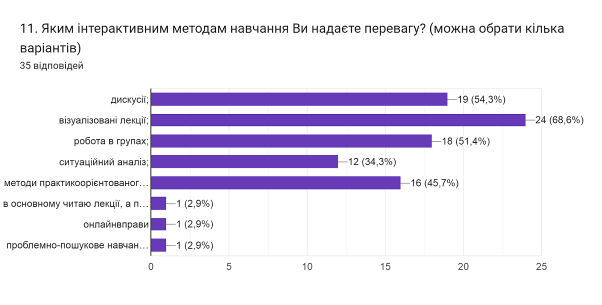 11. Яким інтерактивним методам навчання Ви надаєте перевагу? (можна обрати кілька
варіантів)
35 відповідей
дискусії; 19 (54,3%)
візуалізовані лекції; 24 (68,6%)
робота в групах; 18 (51,4%)
ситуаційний аналіз; 12 (34,3%)
методи практикоорієнтованог… 16 (45,7%)
в основному читаю лекції, а п… 1 (2,9%)
онлайнвправи 1 (2,9%)
проблемно-пошукове навчан… 1 (2,9%)
0 5 10 15 20 25